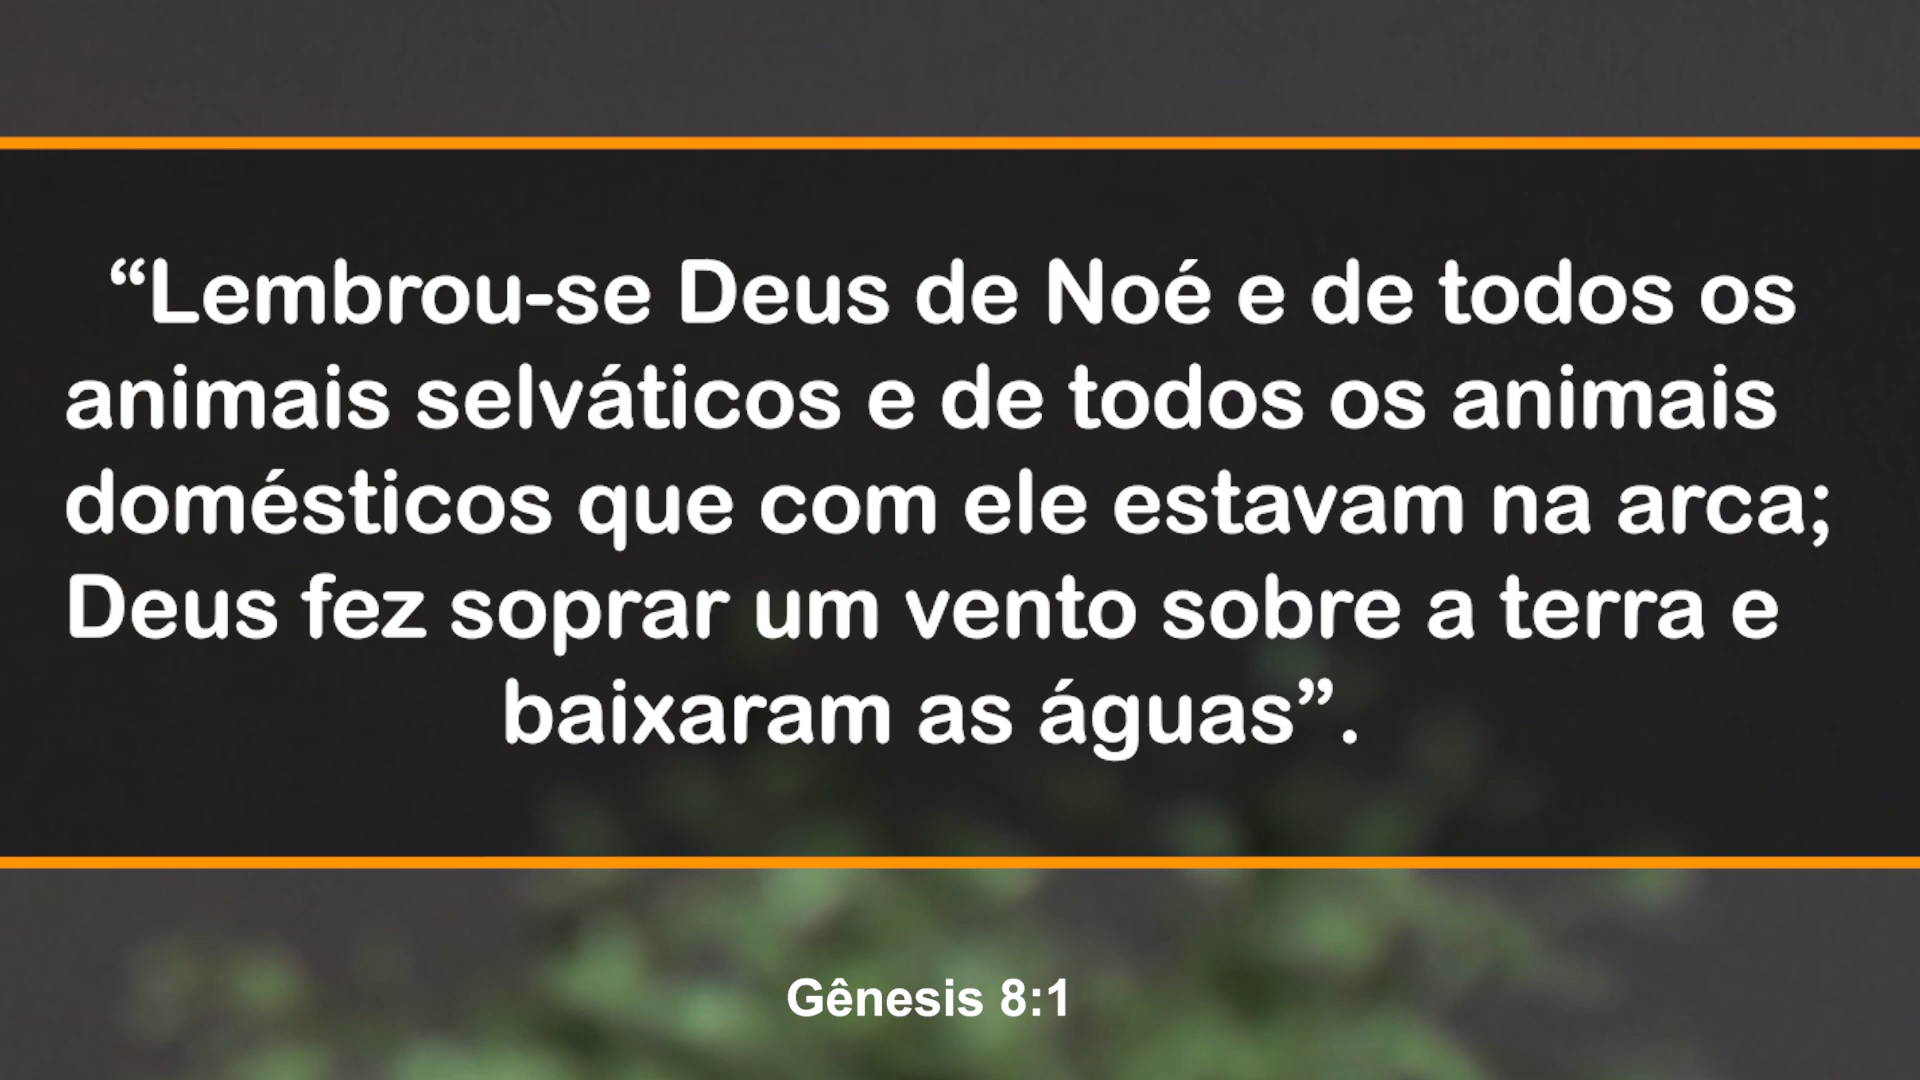 “Lembrou-se Deus de Noé e de todos os
animais selváticos e de todos os animais
domésticos que com ele estavam na arca;
Deus fez soprar um vento sobre a terra e
baixaram as águas”.
Gênesis 8:1